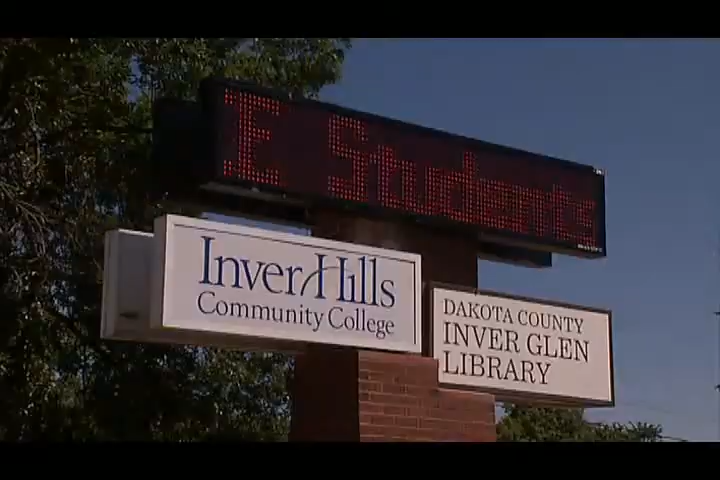 E Students
Inver Hills
Community College
DAKOTA COUNTY
INVER GLEN
LIBRARY